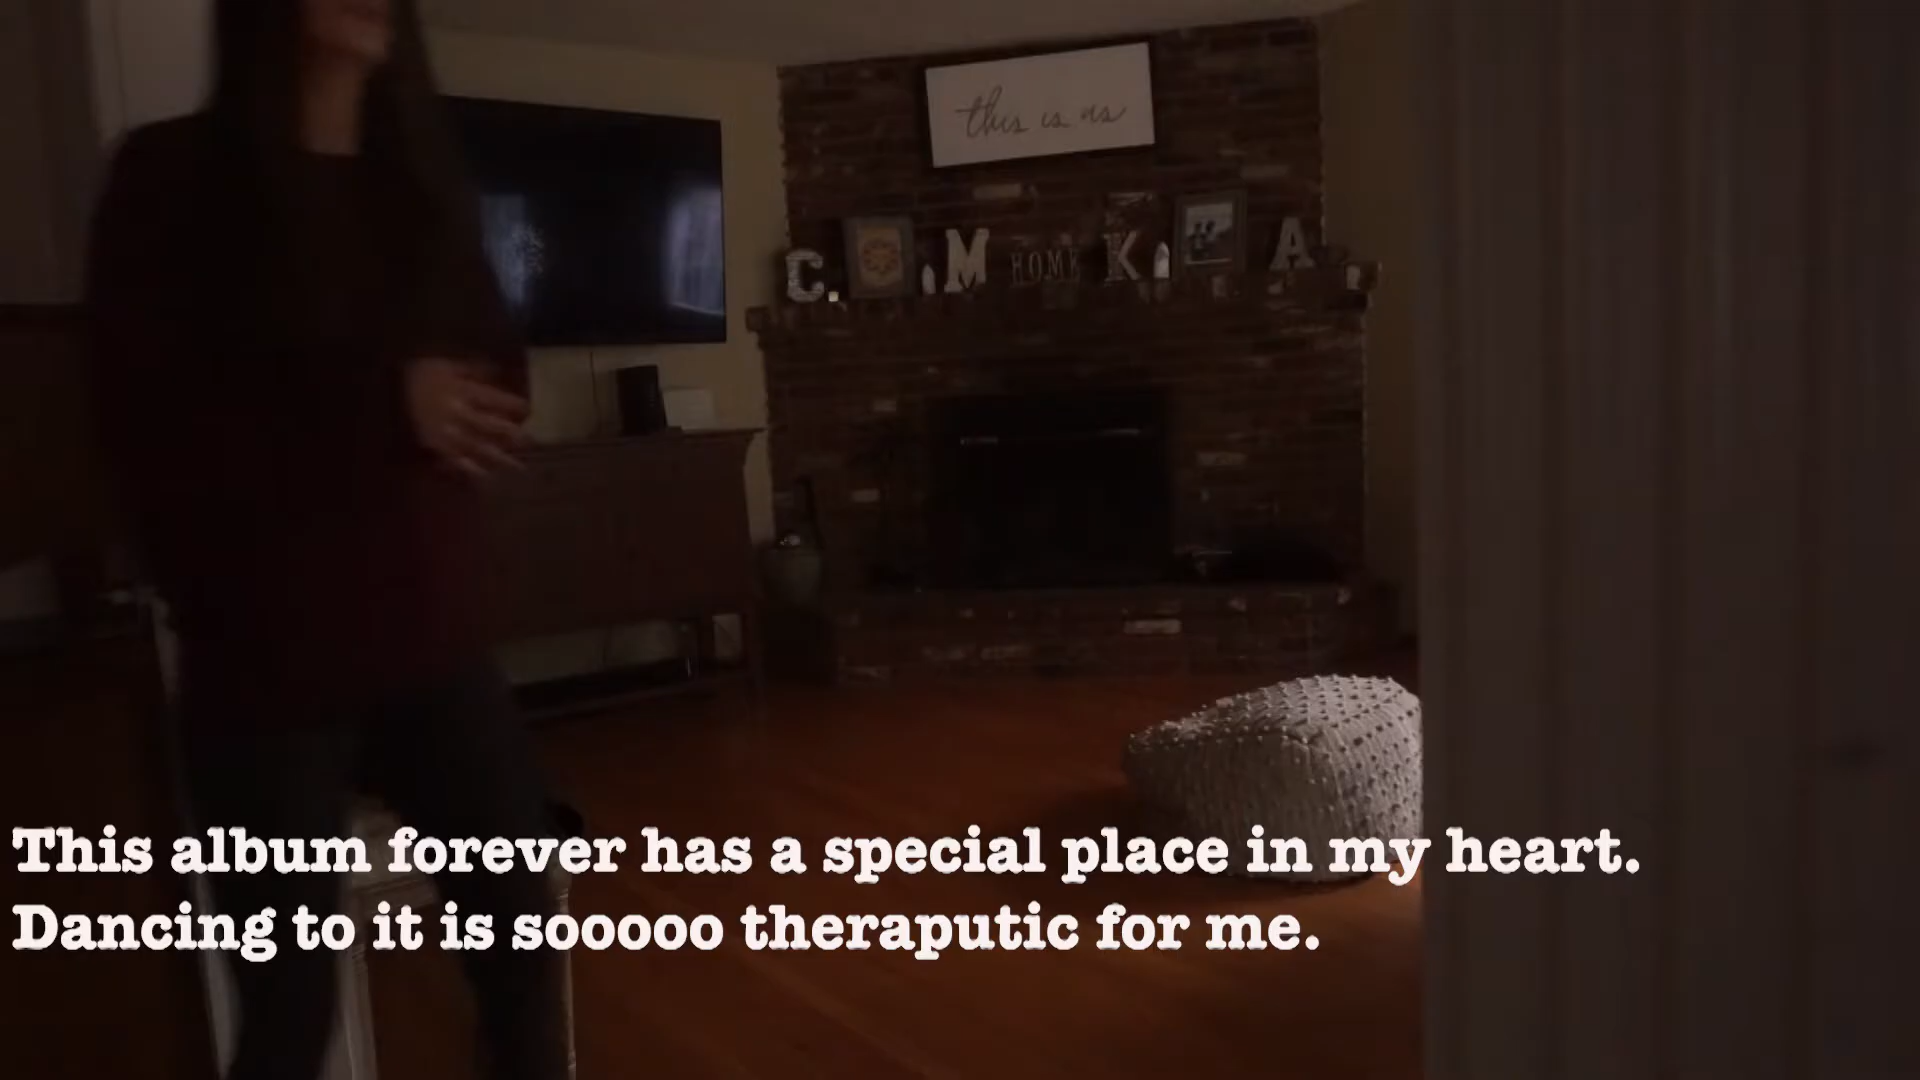 this is us
C M HOME K A
This album forever has a special place in my heart.
Dancing to it is sooooo theraputic for me.